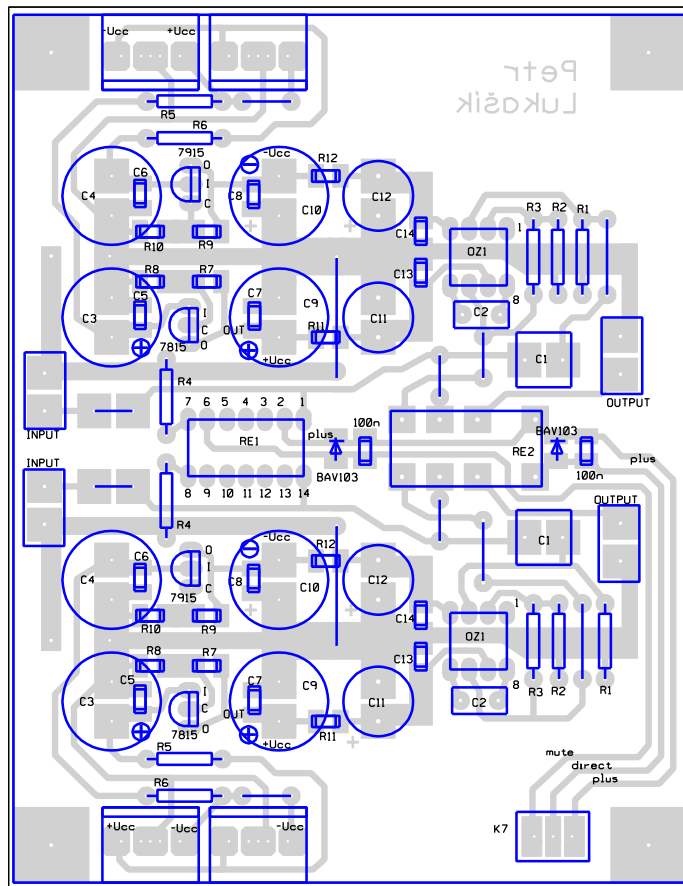 -Ucc +Ucc
Petr
Lukašík
R5
R6
7915
O
I
C
C4
C6
C8
-Ucc
C10
R12
C12
C14
R10
R9
OZ1
1
R3 R2 R1
R8
R7
C13
C3
C5
I
C
O
7815
C7
OUT
C9
+Ucc
R11
C11
C2
8
C1
OUTPUT
INPUT
R4
7 6 5 4 3 2 1
RE1
8 9 10 11 12 13 14
plus
100n
BAV103
RE2
BAV103
100n
plus
INPUT
R4
OUTPUT
C1
C4
C6
O
I
C
7915
C8
-Ucc
C10
R12
C12
C14
R10
R9
OZ1
1
R8
R7
C13
R3 R2 R1
C3
C5
I
C
O
7815
C7
OUT
C9
+Ucc
R11
C11
C2
8
R5
R6
mute
direct
plus
+Ucc -Ucc
-Ucc
K7